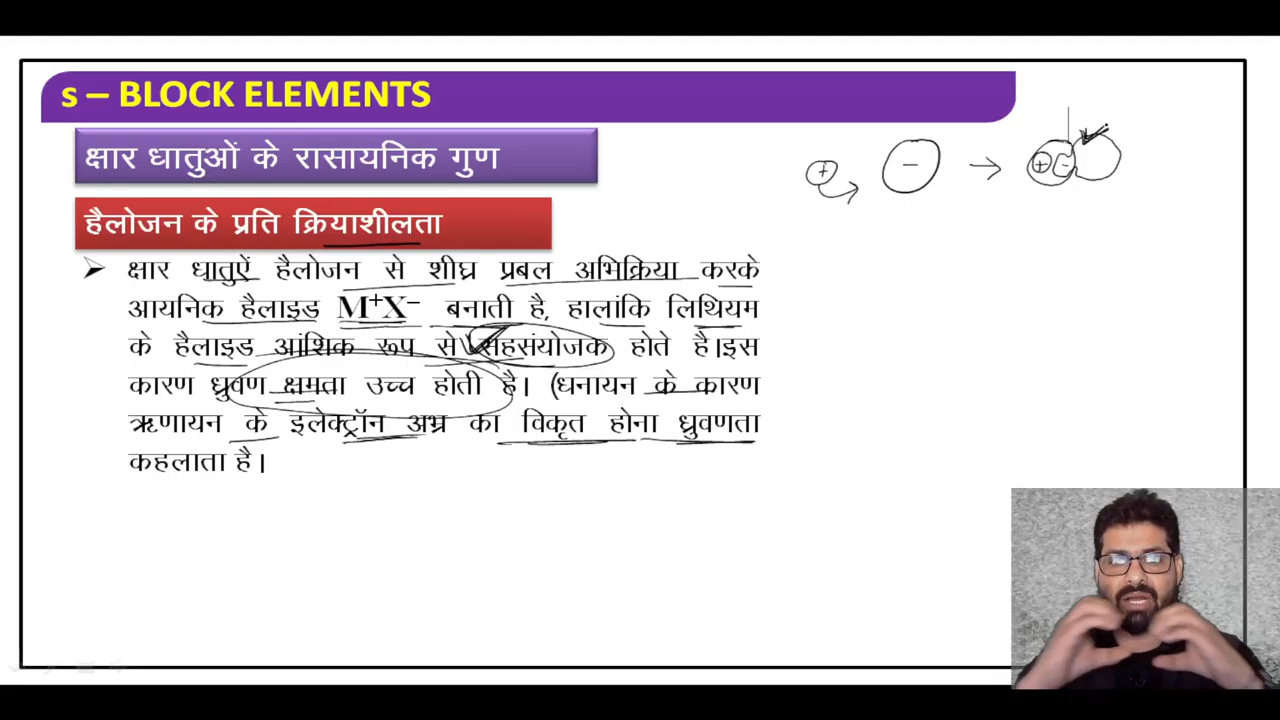 s – BLOCK ELEMENTS
क्षार धातुओं के रासायनिक गुण
हैलोजन के प्रति क्रियाशीलता
➢ क्षार धातुऐं हैलोजन से शीघ्र प्रबल अभिक्रिया करके
आयनिक हैलाइड M⁺X⁻ बनाती है, हालांकि लिथियम
के हैलाइड आंशिक रूप से सहसंयोजक होते है।इस
कारण ध्रुवण क्षमता उच्च होती है। (धनायन के कारण
ऋणायन के इलेक्ट्रॉन अभ्र का विकृत होना ध्रुवणता
कहलाता है।
+ − → + −